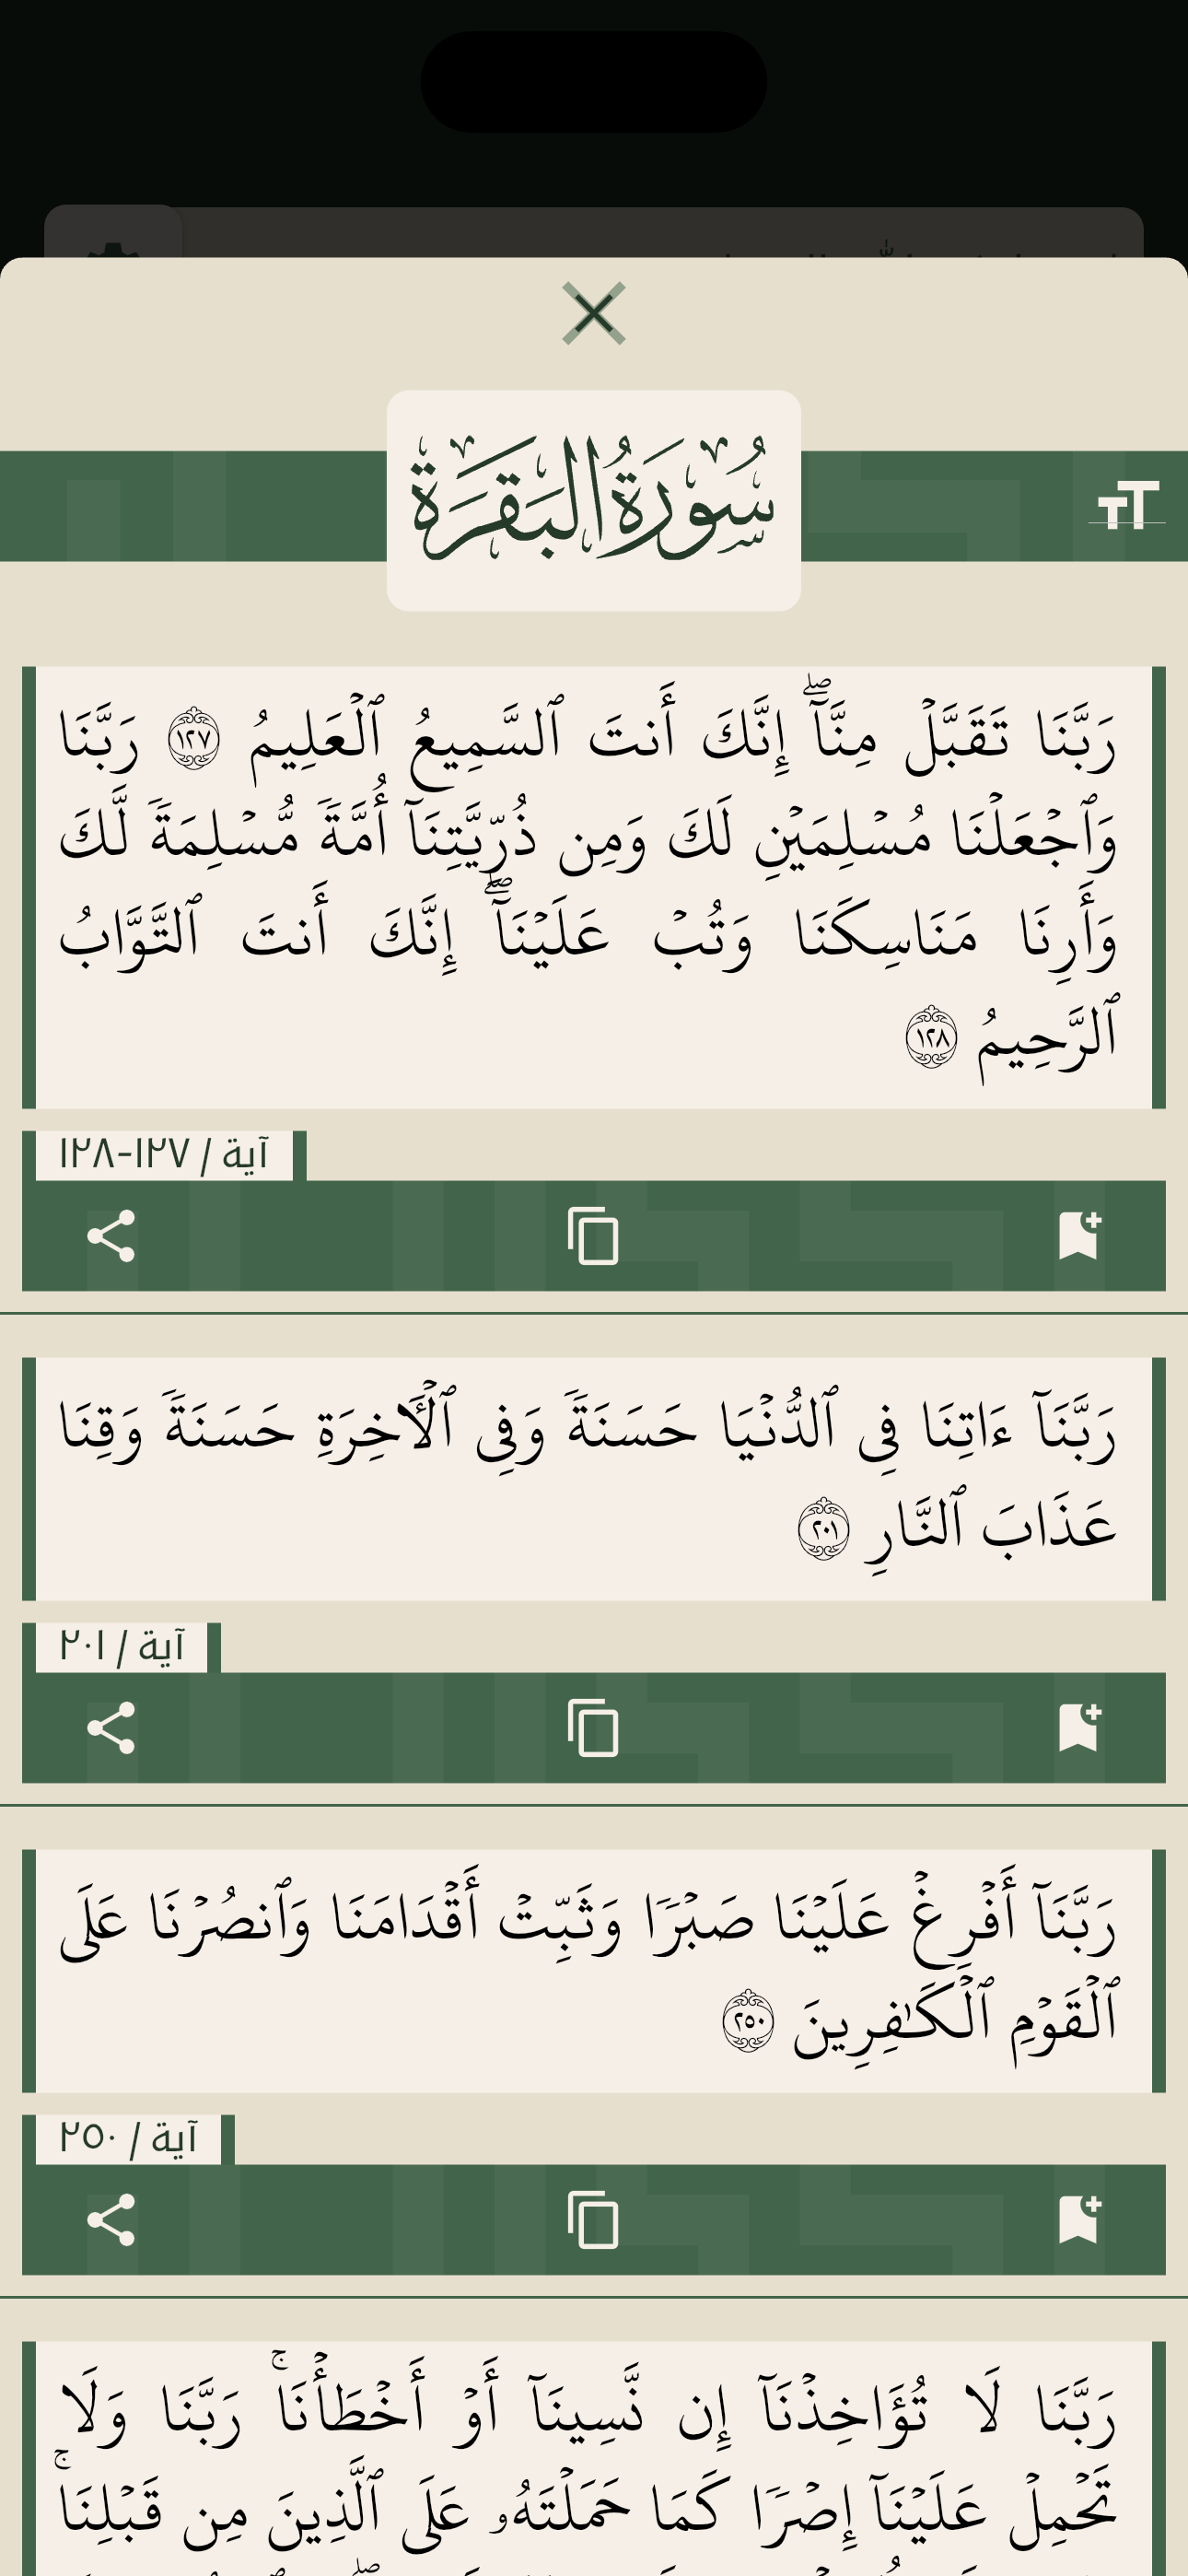 سُورَةُ البَقَرَة
رَبَّنَا تَقَبَّلۡ مِنَّآۖ إِنَّكَ أَنتَ ٱلسَّمِيعُ ٱلۡعَلِيمُ ١٢٧ رَبَّنَا
وَٱجۡعَلۡنَا مُسۡلِمَيۡنِ لَكَ وَمِن ذُرِّيَّتِنَآ أُمَّةٗ مُّسۡلِمَةٗ لَّكَ
وَأَرِنَا مَنَاسِكَنَا وَتُبۡ عَلَيۡنَآۖ إِنَّكَ أَنتَ ٱلتَّوَّابُ
ٱلرَّحِيمُ ١٢٨
آية / ١٢٧-١٢٨
رَبَّنَآ ءَاتِنَا فِي ٱلدُّنۡيَا حَسَنَةٗ وَفِي ٱلۡأٓخِرَةِ حَسَنَةٗ وَقِنَا
عَذَابَ ٱلنَّارِ ٢٠١
آية / ٢٠١
رَبَّنَآ أَفۡرِغۡ عَلَيۡنَا صَبۡرٗا وَثَبِّتۡ أَقۡدَامَنَا وَٱنصُرۡنَا عَلَى
ٱلۡقَوۡمِ ٱلۡكَٰفِرِينَ ٢٥٠
آية / ٢٥٠
رَبَّنَا لَا تُؤَاخِذۡنَآ إِن نَّسِينَآ أَوۡ أَخۡطَأۡنَاۚ رَبَّنَا وَلَا
تَحۡمِلۡ عَلَيۡنَآ إِصۡرٗا كَمَا حَمَلۡتَهُۥ عَلَى ٱلَّذِينَ مِن قَبۡلِنَاۚ